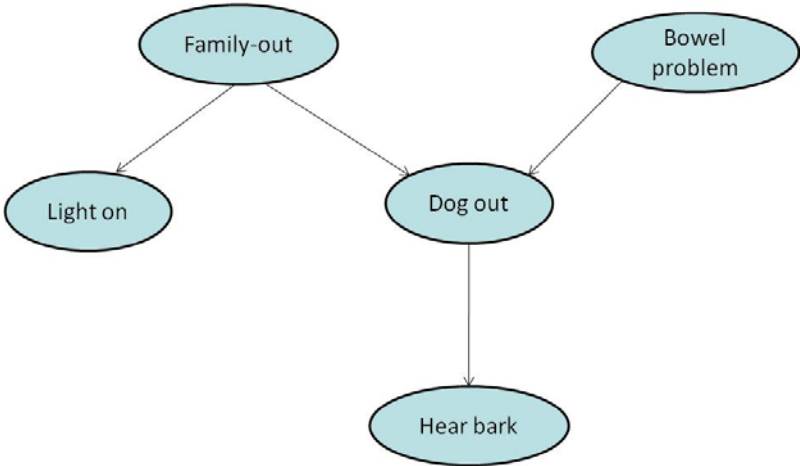 Family-out
Bowel
problem
Light on
Dog out
Hear bark